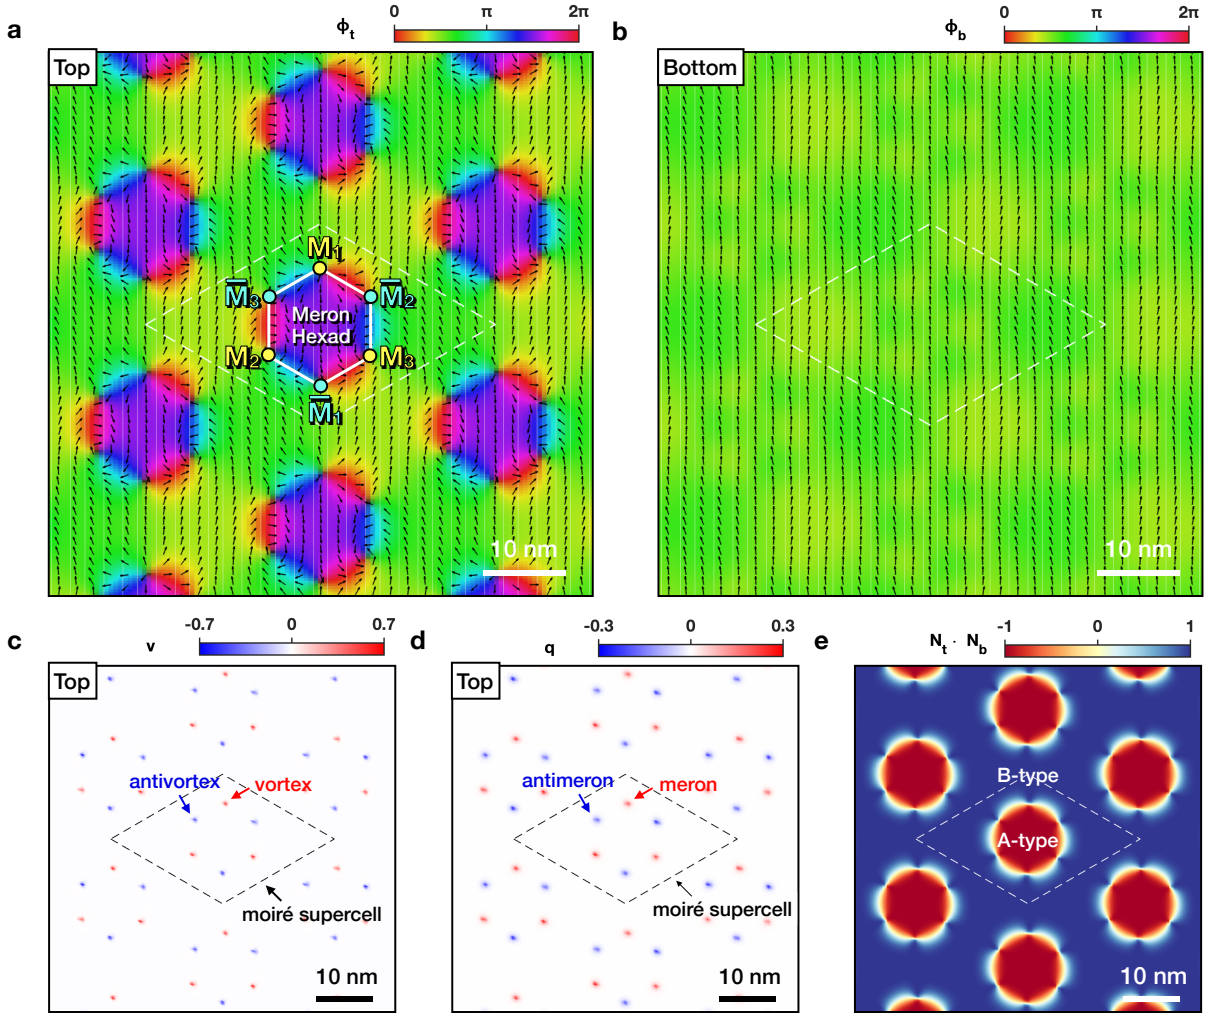 a
ϕt
0 π 2π
Top
M1
M̅3
M̅2
Meron
Hexad
M2
M3
M̅1
10 nm
b
ϕb
0 π 2π
Bottom
10 nm
c
v
-0.7 0 0.7
Top
antivortex
vortex
moiré supercell
10 nm
d
q
-0.3 0 0.3
Top
antimeron
meron
moiré supercell
10 nm
e
Nt · Nb
-1 0 1
B-type
A-type
10 nm